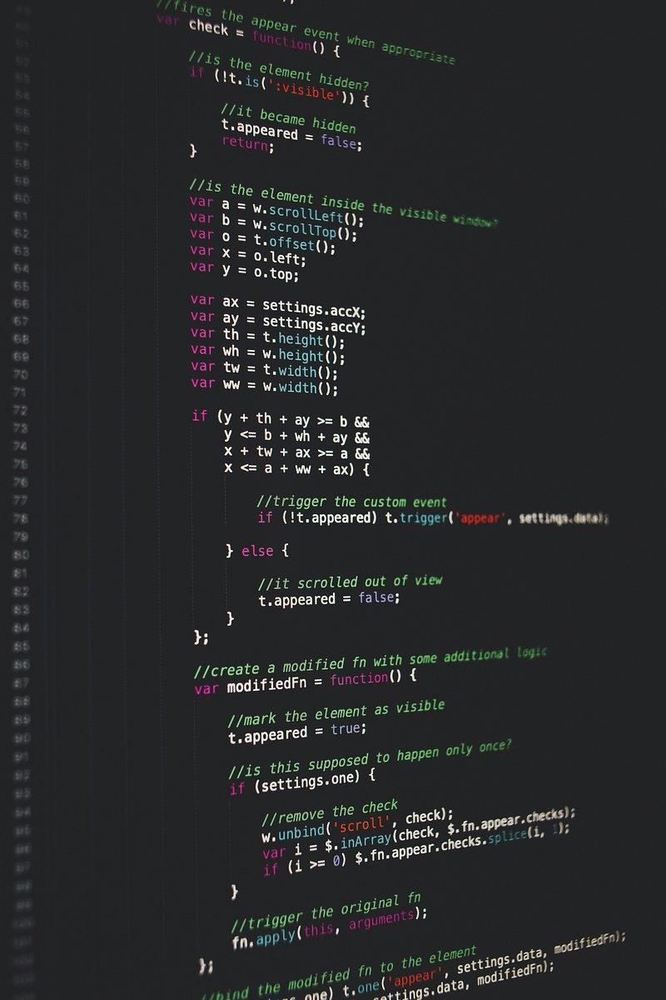 //fires the appear event when appropriate
var check = function() {
//is the element hidden?
if (!t.is(':visible')) {
//it became hidden
t.appeared = false;
return;
}
//is the element inside the visible window?
var a = w.scrollLeft();
var b = w.scrollTop();
var o = t.offset();
var x = o.left;
var y = o.top;
var ax = settings.accX;
var ay = settings.accY;
var th = t.height();
var wh = w.height();
var tw = t.width();
var ww = w.width();
if (y + th + ay >= b &&
y <= b + wh + ay &&
x + tw + ax >= a &&
x <= a + ww + ax) {
//trigger the custom event
if (!t.appeared) t.trigger('appear', settings.data);
} else {
//it scrolled out of view
t.appeared = false;
}
};
//create a modified fn with some additional logic
var modifiedFn = function() {
//mark the element as visible
t.appeared = true;
//is this supposed to happen only once?
if (settings.one) {
//remove the check
w.unbind('scroll', check);
var i = $.inArray(check, $.fn.appear.checks);
if (i >= 0) $.fn.appear.checks.splice(i, 1);
}
//trigger the original fn
fn.apply(this, arguments);
};
//bind the modified fn to the element
one) t.one('appear', settings.data, modifiedFn);
settings.data, modifiedFn);